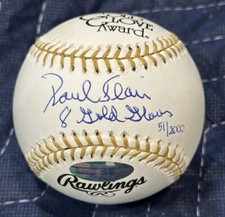 Glove
Award®
Paul Blair
8 Gold Gloves
51/2000
Rawlings